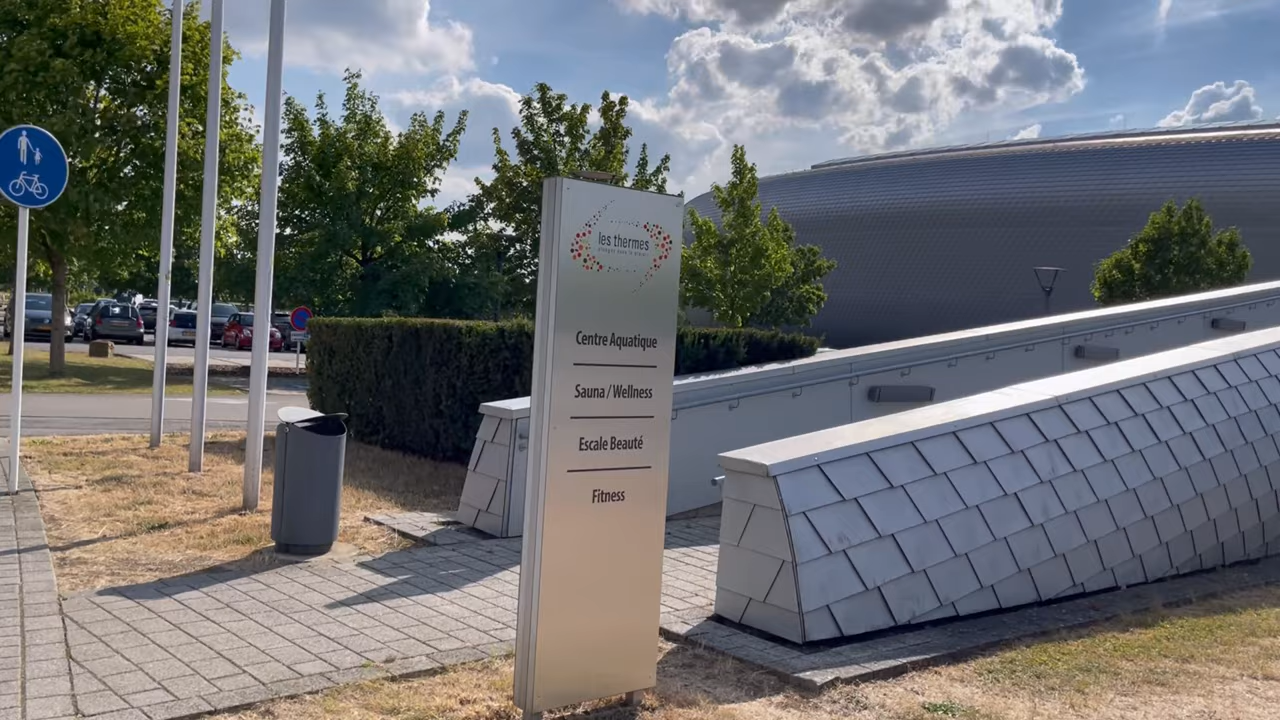 les thermes
Centre Aquatique
Sauna / Wellness
Escale Beauté
Fitness